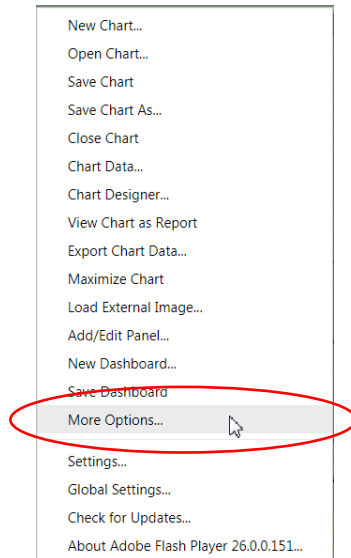 New Chart...
Open Chart...
Save Chart
Save Chart As...
Close Chart
Chart Data...
Chart Designer...
View Chart as Report
Export Chart Data...
Maximize Chart
Load External Image...
Add/Edit Panel...
New Dashboard...
Save Dashboard
More Options...
Settings...
Global Settings...
Check for Updates...
About Adobe Flash Player 26.0.0.151...